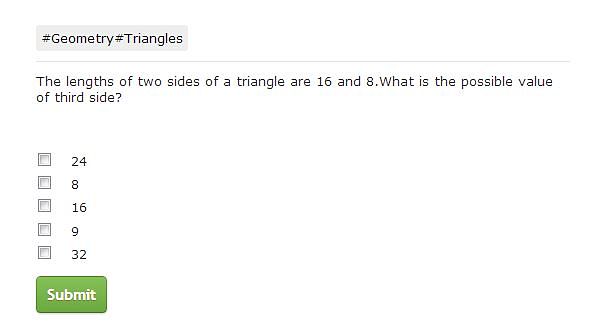 #Geometry#Triangles
The lengths of two sides of a triangle are 16 and 8.What is the possible value
of third side?
24
8
16
9
32
Submit